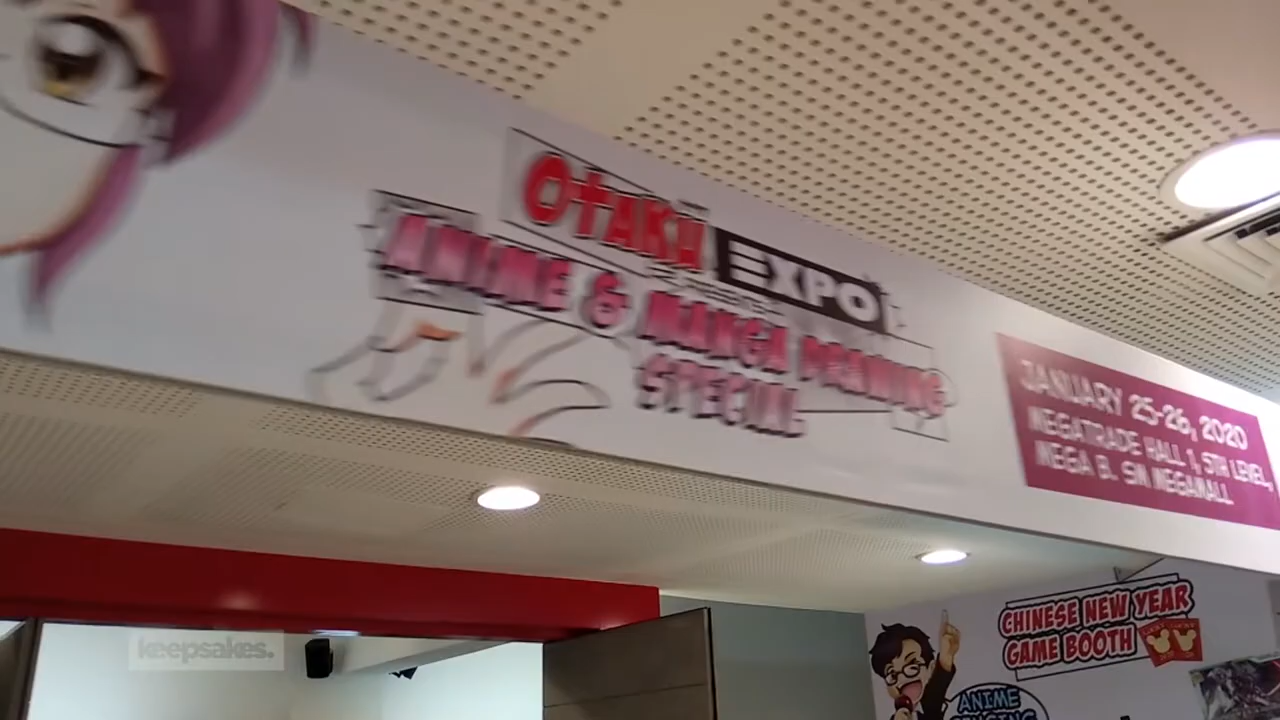 OtAKU EXPO
ANIME & MANGA DRAWING
SPECIAL
JANUARY 25-26, 2020
MEGATRADE HALL 1, 5TH LEVEL,
MEGA B. SM MEGAMALL
CHINESE NEW YEAR
GAME BOOTH
ANIME
keepsakes.